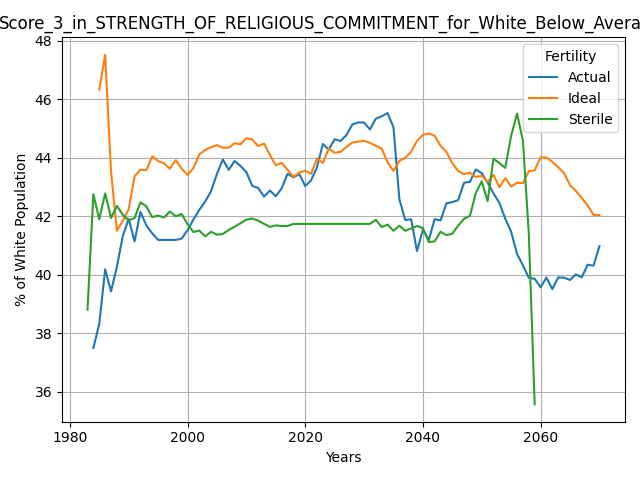 Score_3_in_STRENGTH_OF_RELIGIOUS_COMMITMENT_for_White_Below_Avera
Fertility
Actual
Ideal
Sterile
% of White Population
48
46
44
42
40
38
36
1980
2000
2020
2040
2060
Years